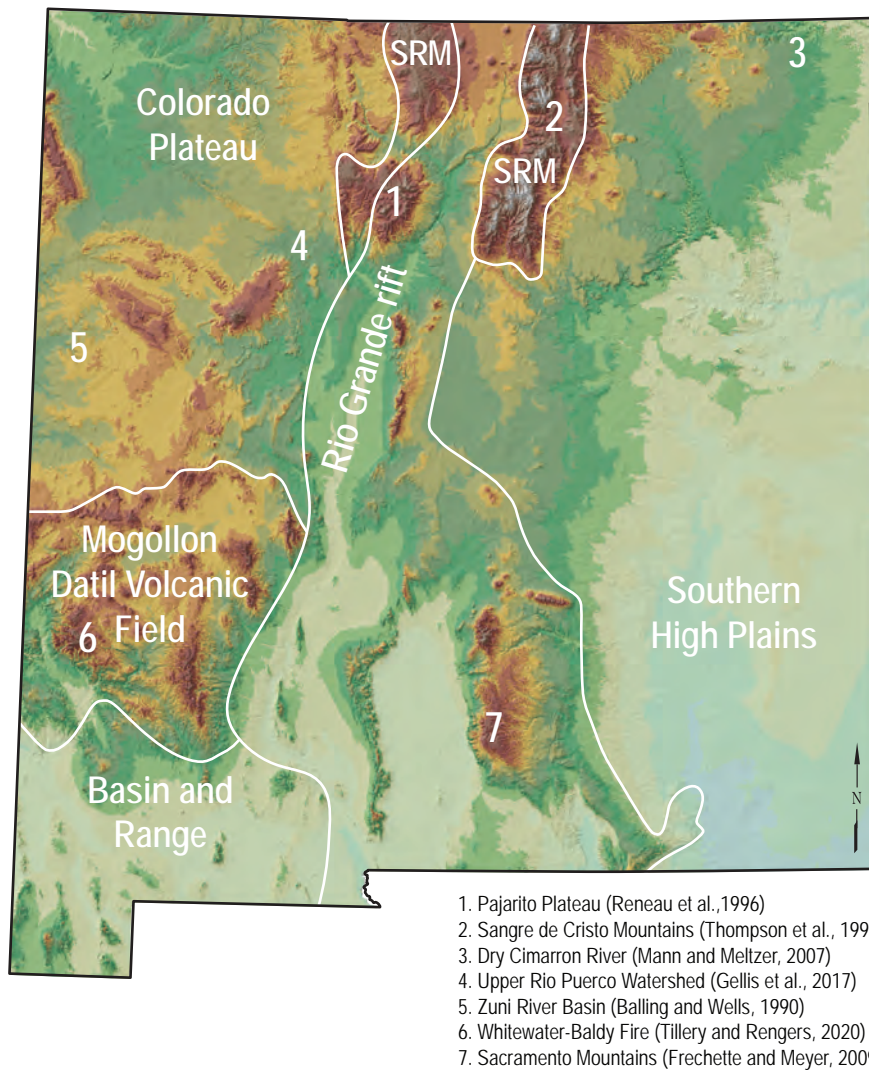 SRM
3
Colorado
Plateau
2
SRM
1
4
5
Rio Grande rift
Mogollon
Datil Volcanic
Field
6
Southern
High Plains
7
Basin and
Range
N
1. Pajarito Plateau (Reneau et al.,1996)
2. Sangre de Cristo Mountains (Thompson et al., 199
3. Dry Cimarron River (Mann and Meltzer, 2007)
4. Upper Rio Puerco Watershed (Gellis et al., 2017)
5. Zuni River Basin (Balling and Wells, 1990)
6. Whitewater-Baldy Fire (Tillery and Rengers, 2020)
7. Sacramento Mountains (Frechette and Meyer, 2009